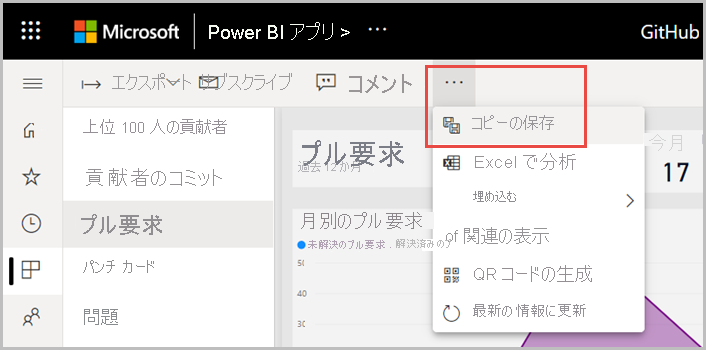 Microsoft Power BI アプリ > ... GitHub
エクスポート サブスクライブ コメント ...
上位 100 人の貢献者
貢献者のコミット
プル要求
パンチ カード
問題
プル要求
過去 12 か月
月別のプル要求
未解決のプル要求 . 解決済みの
50
40
30
コピーの保存
Excel で分析
埋め込む
of 関連の表示
QR コードの生成
最新の情報に更新
今月
17